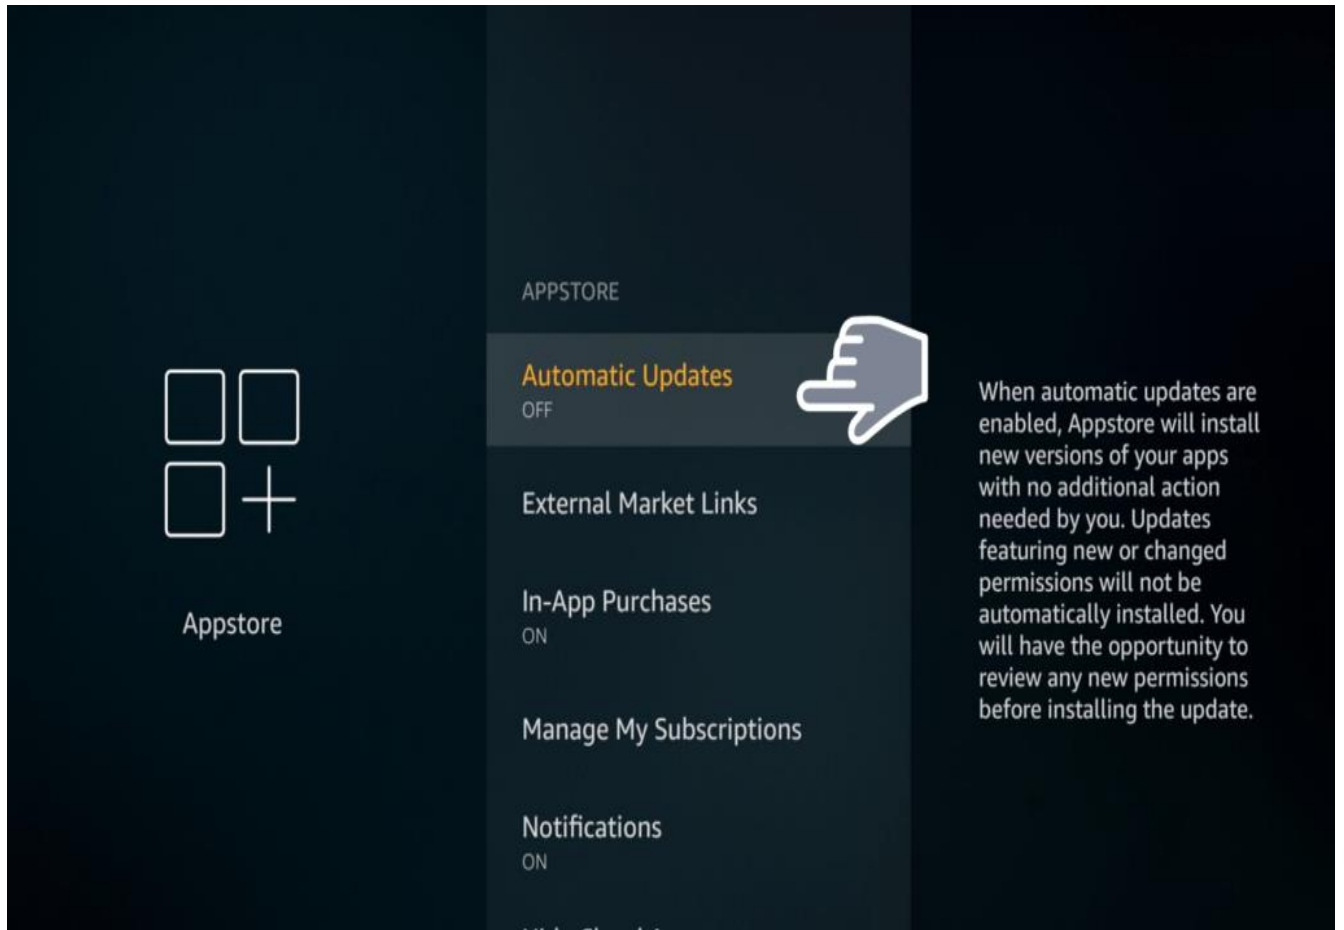 Appstore
APPSTORE
Automatic Updates
OFF
External Market Links
In-App Purchases
ON
Manage My Subscriptions
Notifications
ON
When automatic updates are
enabled, Appstore will install
new versions of your apps
with no additional action
needed by you. Updates
featuring new or changed
permissions will not be
automatically installed. You
will have the opportunity to
review any new permissions
before installing the update.